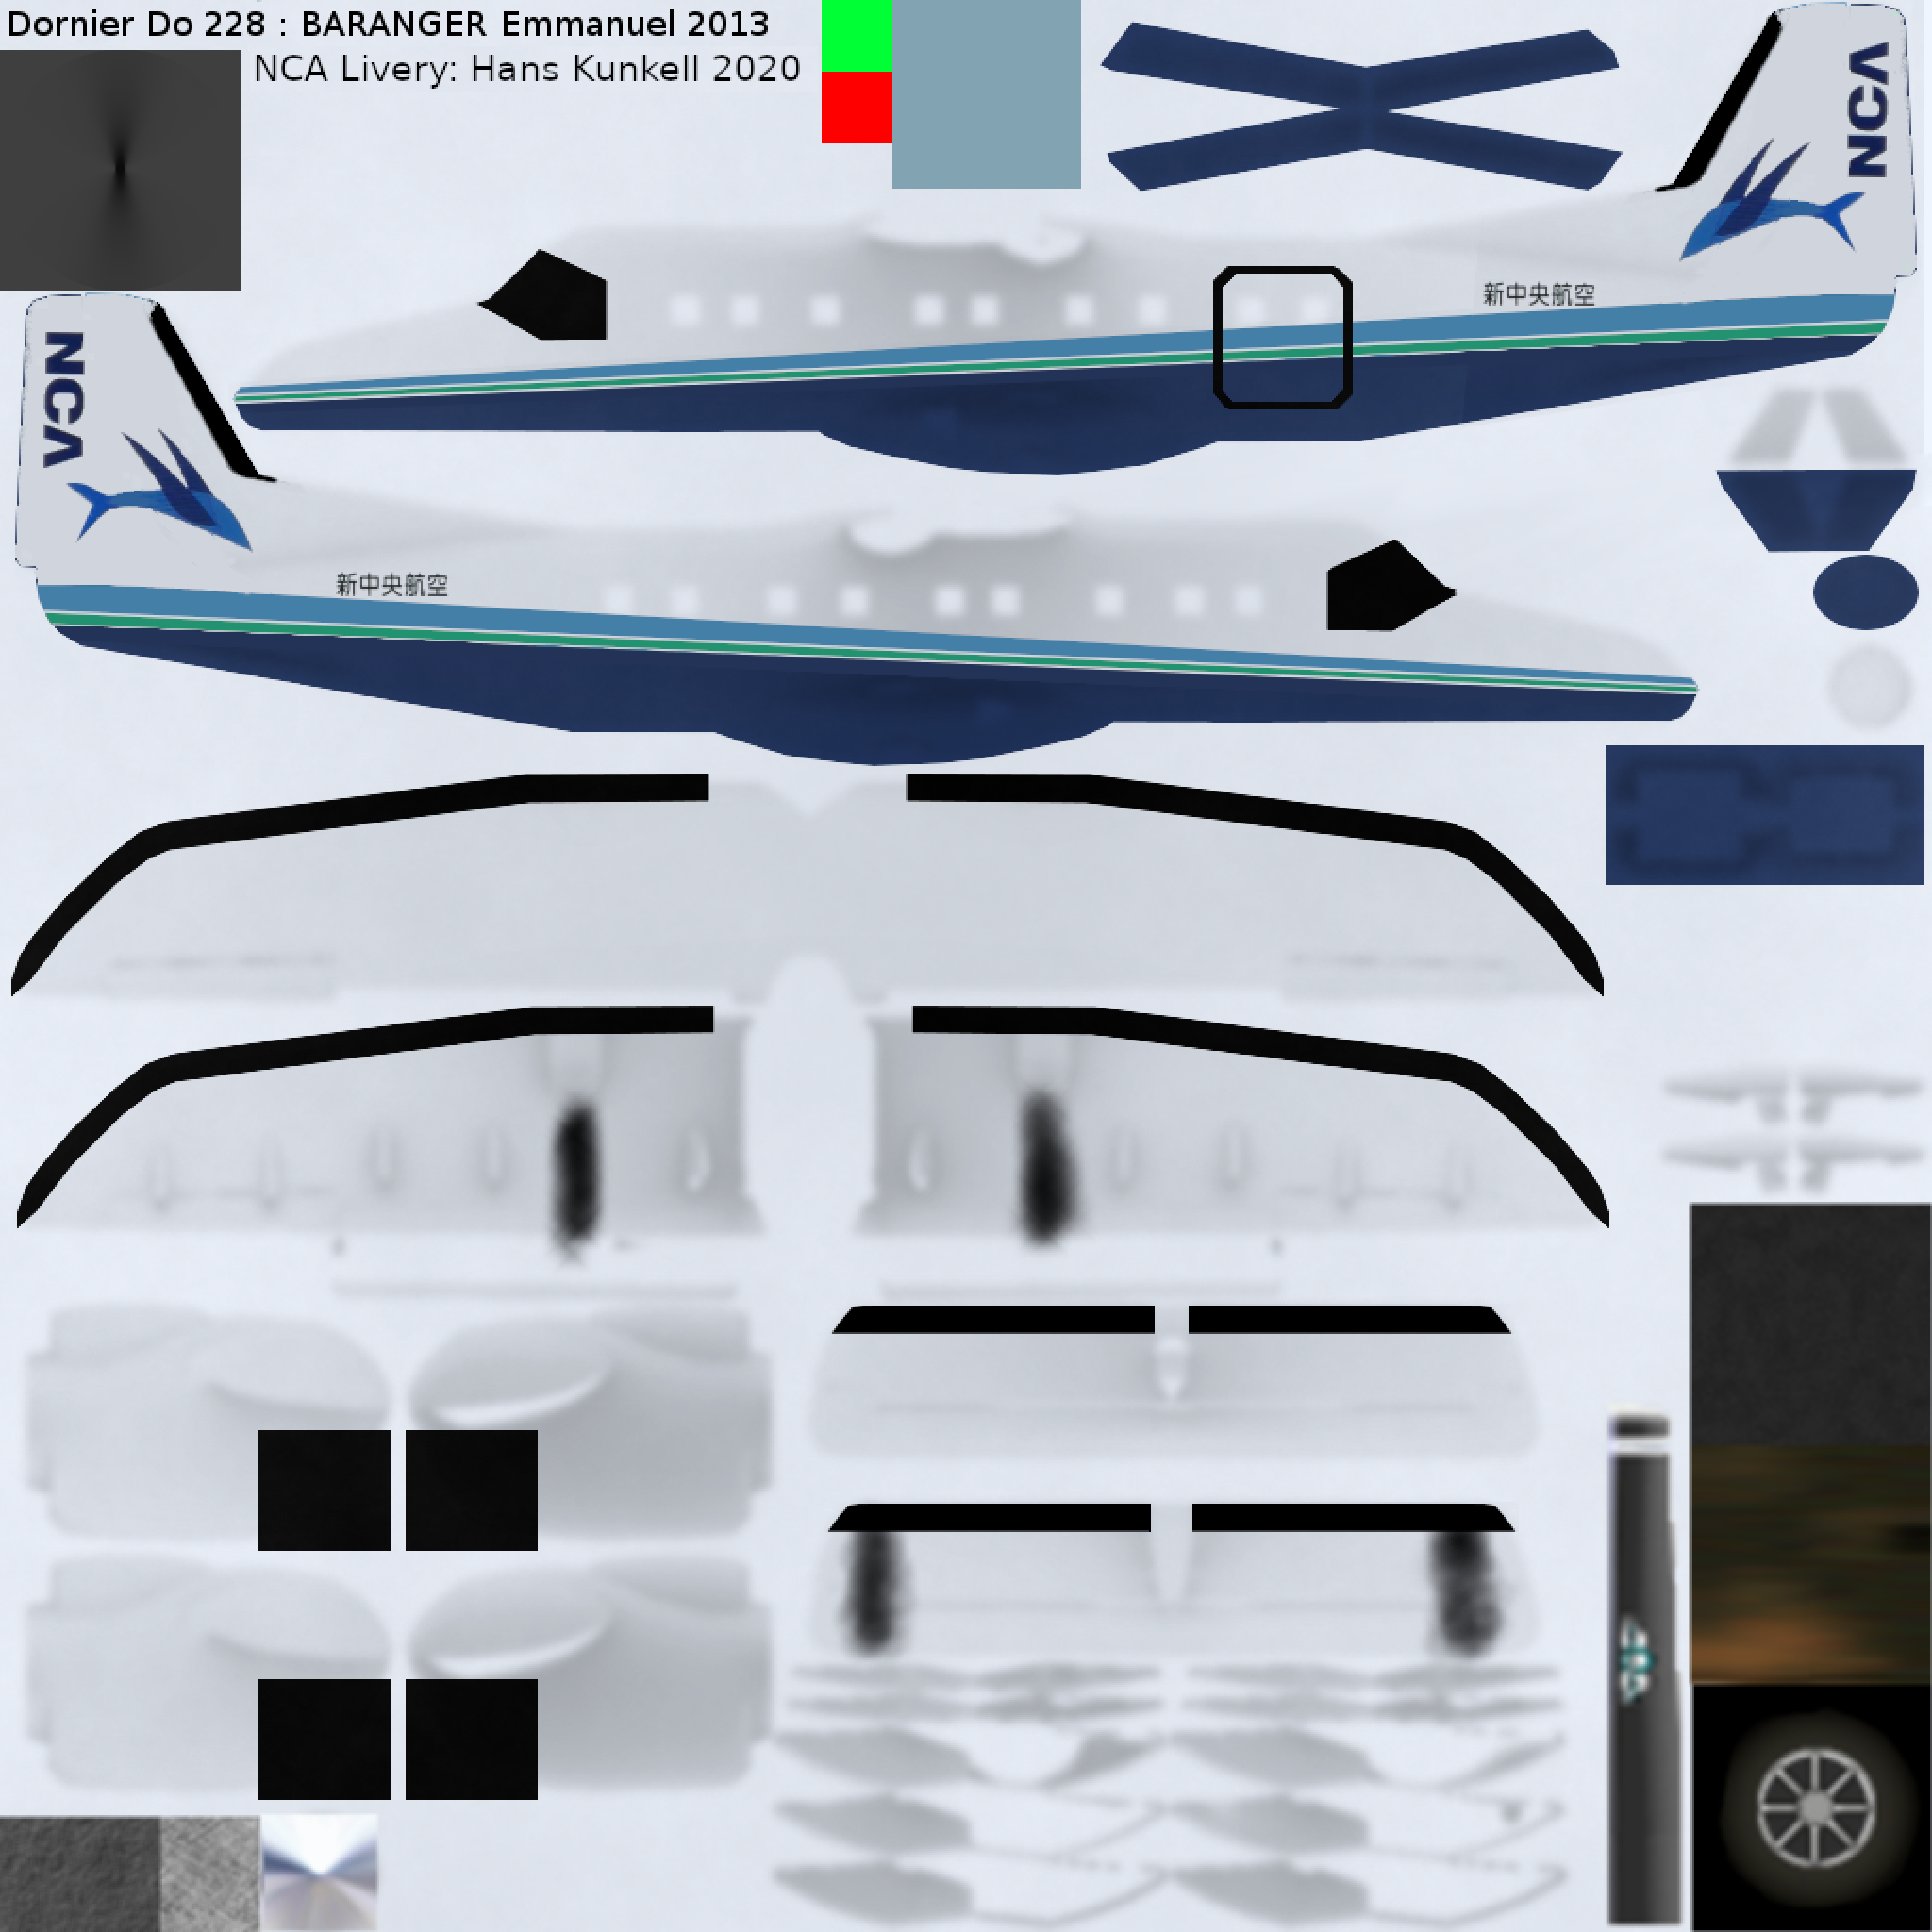 Dornier Do 228 : BARANGER Emmanuel 2013
NCA Livery: Hans Kunkell 2020
NCA
新中央航空
NCA
新中央航空